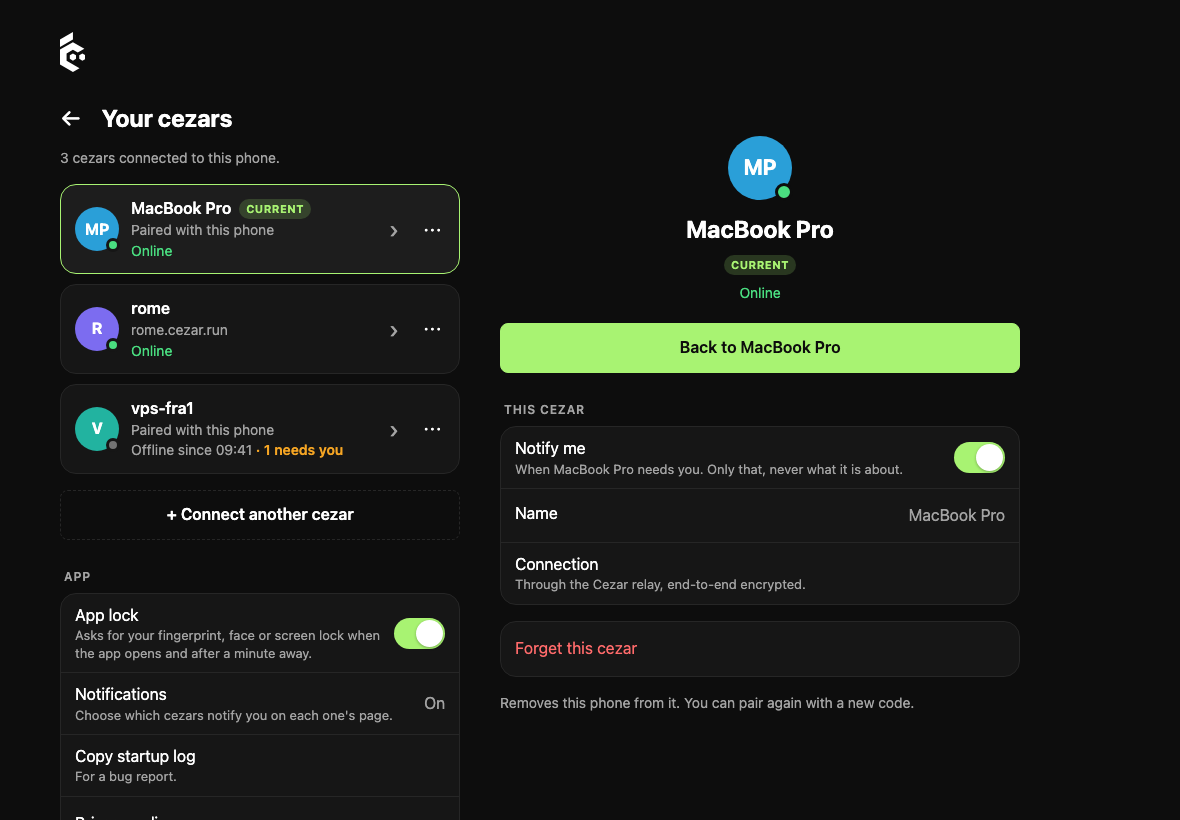 Your cezars
3 cezars connected to this phone.
MP
MacBook Pro CURRENT
Paired with this phone
Online
R
rome
rome.cezar.run
Online
V
vps-fra1
Paired with this phone
Offline since 09:41 · 1 needs you
+ Connect another cezar
APP
App lock
Asks for your fingerprint, face or screen lock when
the app opens and after a minute away.
Notifications
Choose which cezars notify you on each one's page.
On
Copy startup log
For a bug report.
MP
MacBook Pro
CURRENT
Online
Back to MacBook Pro
THIS CEZAR
Notify me
When MacBook Pro needs you. Only that, never what it is about.
Name
MacBook Pro
Connection
Through the Cezar relay, end-to-end encrypted.
Forget this cezar
Removes this phone from it. You can pair again with a new code.